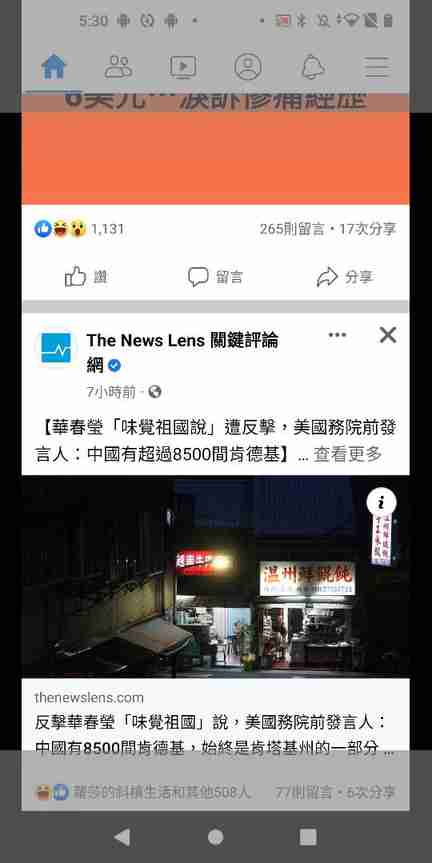 5:30
6美元…淚訴慘痛經歷
1,131
265則留言・17次分享
讚
留言
分享
The News Lens 關鍵評論
網
7小時前・
【華春瑩「味覺祖國說」遭反擊，美國務院前發
言人：中國有超過8500間肯德基】... 查看更多
溫州鮮餛飩
thenewslens.com
反擊華春瑩「味覺祖國」說，美國務院前發言人：
中國有8500間肯德基，始終是肯塔基州的一部分 ...
蘿莎的斜槓生活和其他508人
77則留言・6次分享